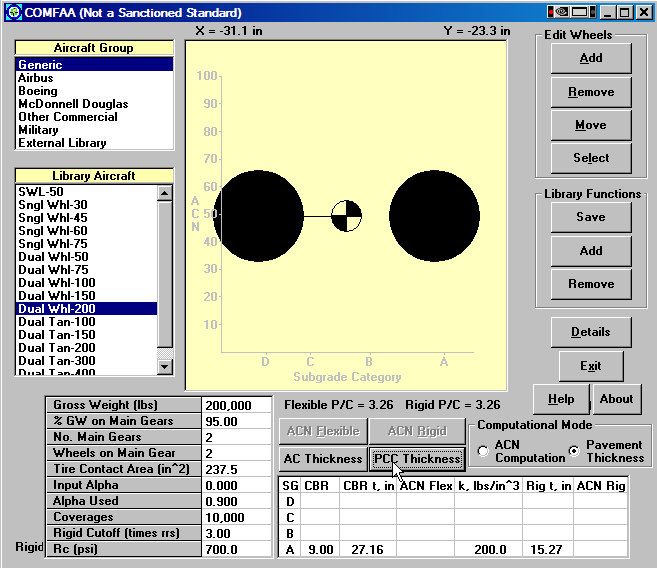 COMFAA (Not a Sanctioned Standard)
X = -31.1 in
Y = -23.3 in
Aircraft Group
Generic
Airbus
Boeing
McDonnell Douglas
Other Commercial
Military
External Library
Library Aircraft
SWL-50
Sngl Whl-30
Sngl Whl-45
Sngl Whl-60
Sngl Whl-75
Dual Whl-50
Dual Whl-75
Dual Whl-100
Dual Whl-150
Dual Whl-200
Dual Tan-100
Dual Tan-150
Dual Tan-200
Dual Tan-300
Dual Tan-400
100
90
80
70
60
50
40
30
20
10
A
C
N
D C B A
Subgrade Category
Edit Wheels
Add
Remove
Move
Select
Library Functions
Save
Add
Remove
Details
Exit
Help
About
Gross Weight (lbs) 200,000
% GW on Main Gears 95.00
No. Main Gears 2
Wheels on Main Gear 2
Tire Contact Area (in^2) 237.5
Input Alpha 0.000
Alpha Used 0.900
Coverages 10,000
Rigid Cutoff (times rrs) 3.00
Rigid
Rc (psi) 700.0
Flexible P/C = 3.26 Rigid P/C = 3.26
ACN Flexible
ACN Rigid
AC Thickness
PCC Thickness
Computational Mode
ACN Computation
Pavement Thickness
SG CBR CBR t, in ACN Flex k, lbs/in^3 Rig t, in ACN Rig
D
C
B
A 9.00 27.16 200.0 15.27